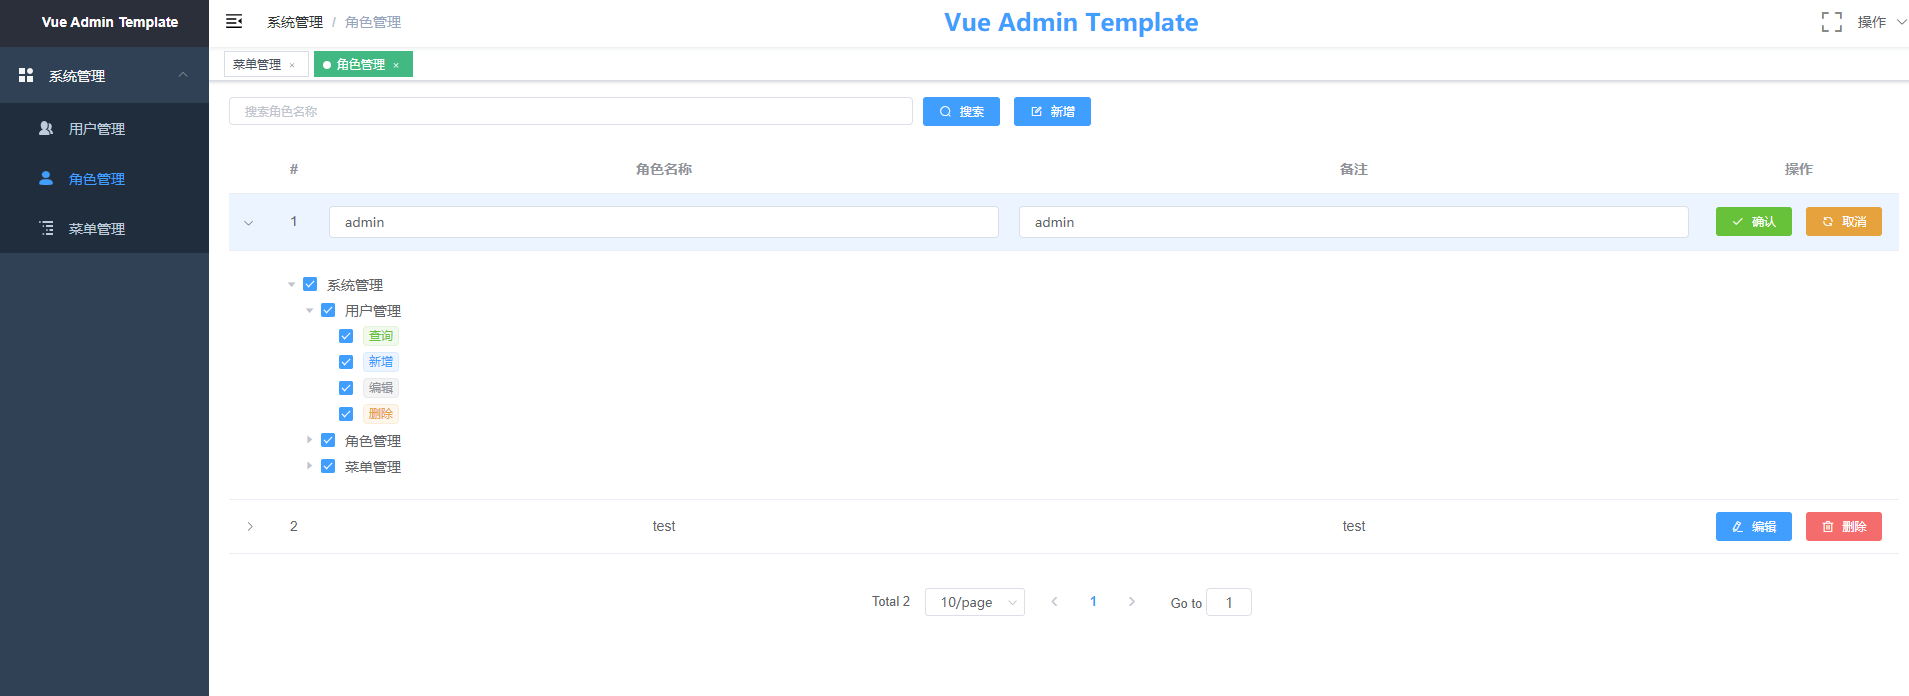 Vue Admin Template
系统管理
用户管理
角色管理
菜单管理
系统管理 / 角色管理
Vue Admin Template
操作
菜单管理 ×
角色管理 ×
搜索角色名称
搜索
新增
# 角色名称 备注 操作
1 admin admin 确认 取消
系统管理
用户管理
查询
新增
编辑
删除
角色管理
菜单管理
2 test test 编辑 删除
Total 2 10/page 1 Go to 1